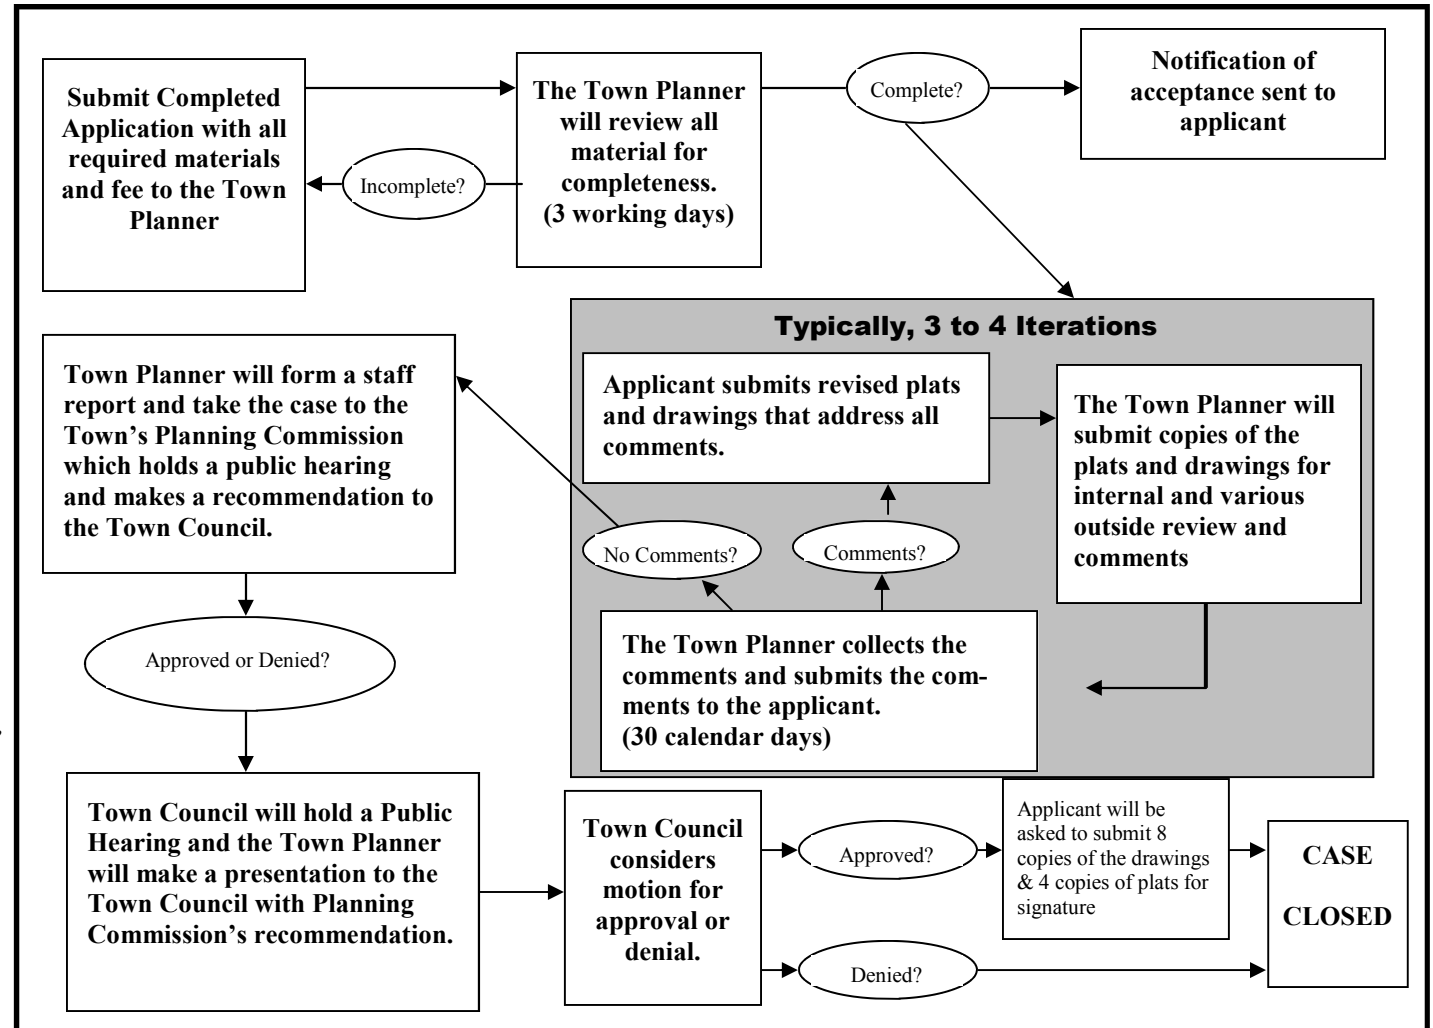 Submit Completed
Application with all
required materials
and fee to the Town
Planner
Incomplete?
The Town Planner
will review all
material for
completeness.
(3 working days)
Complete?
Notification of
acceptance sent to
applicant
Typically, 3 to 4 Iterations
Applicant submits revised plats
and drawings that address all
comments.
The Town Planner will
submit copies of the
plats and drawings for
internal and various
outside review and
comments
No Comments?
Comments?
The Town Planner collects the
comments and submits the com-
ments to the applicant.
(30 calendar days)
Town Planner will form a staff
report and take the case to the
Town’s Planning Commission
which holds a public hearing
and makes a recommendation to
the Town Council.
Approved or Denied?
Town Council will hold a Public
Hearing and the Town Planner
will make a presentation to the
Town Council with Planning
Commission’s recommendation.
Town Council
considers
motion for
approval or
denial.
Approved?
Applicant will be
asked to submit 8
copies of the drawings
& 4 copies of plats for
signature
Denied?
CASE
CLOSED